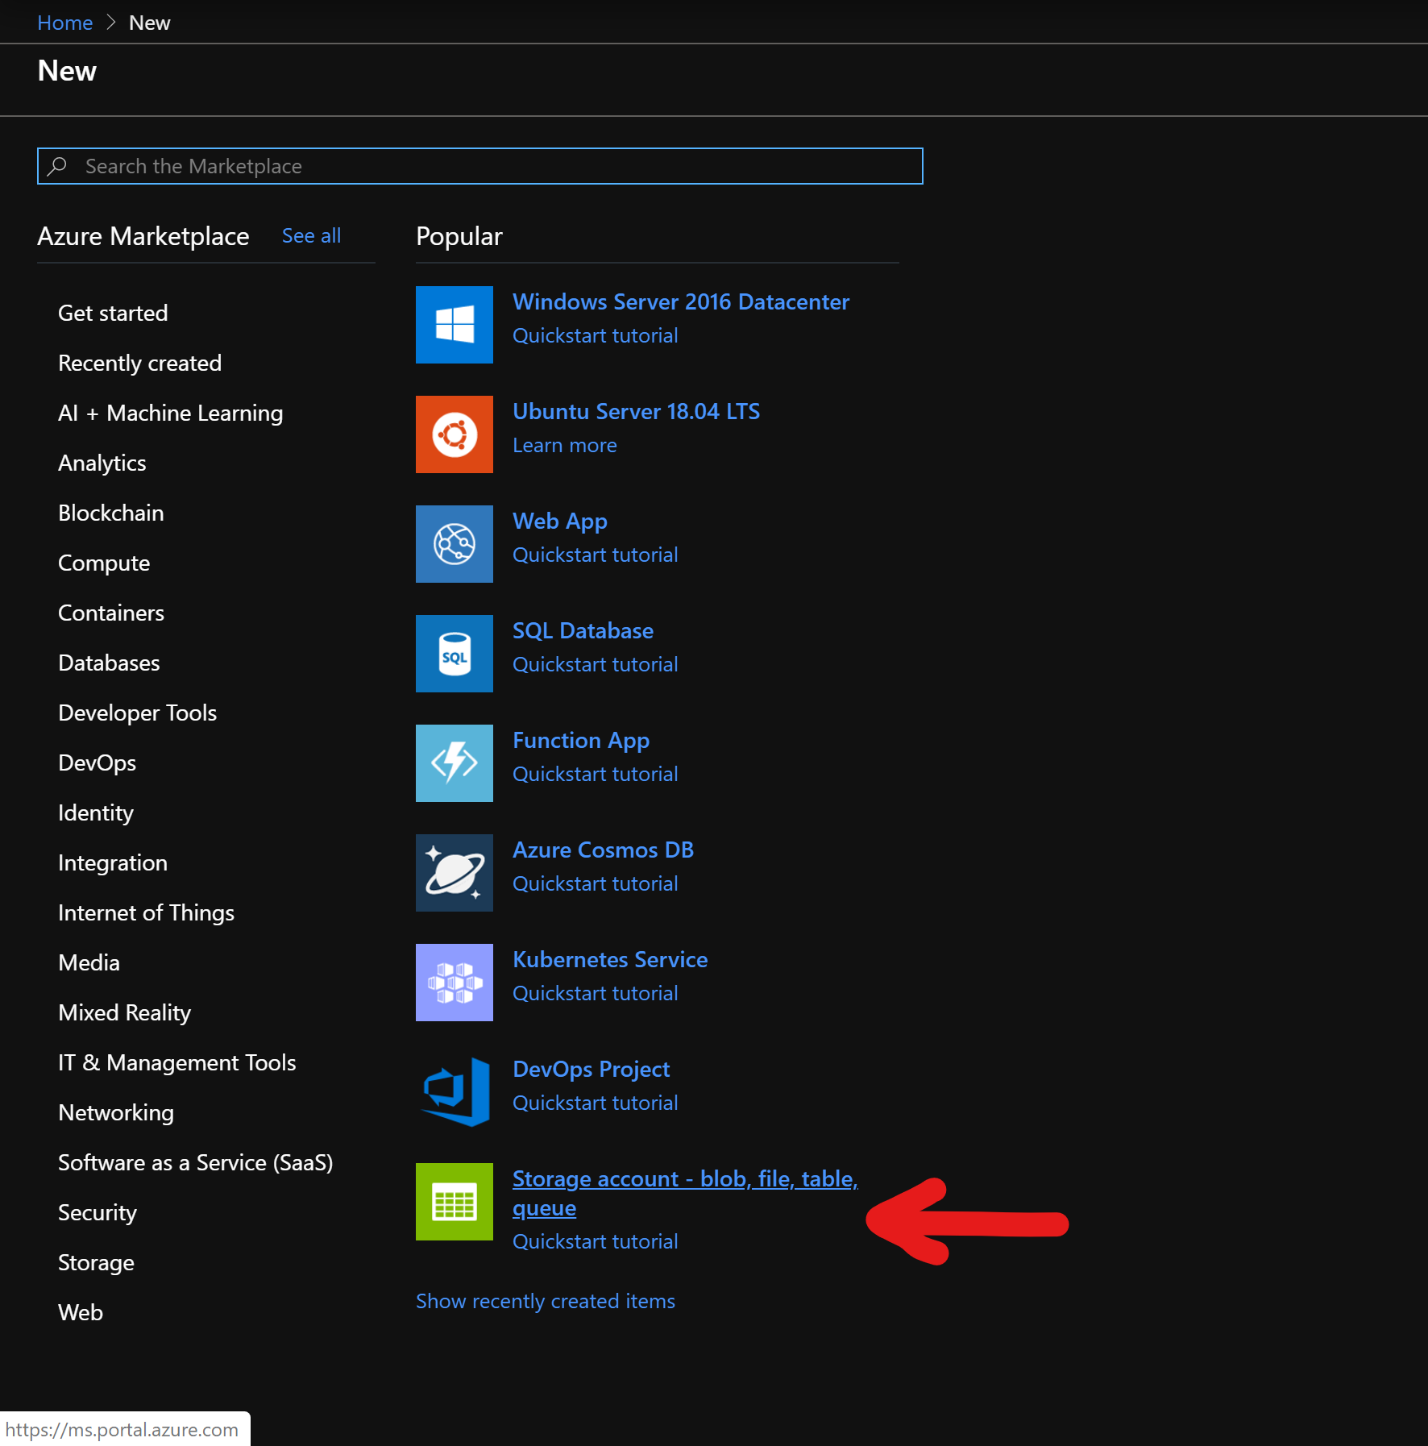 Home > New
New
Search the Marketplace
Azure Marketplace See all
Get started
Recently created
AI + Machine Learning
Analytics
Blockchain
Compute
Containers
Databases
Developer Tools
DevOps
Identity
Integration
Internet of Things
Media
Mixed Reality
IT & Management Tools
Networking
Software as a Service (SaaS)
Security
Storage
Web
Popular
Windows Server 2016 Datacenter
Quickstart tutorial
Ubuntu Server 18.04 LTS
Learn more
Web App
Quickstart tutorial
SQL
SQL Database
Quickstart tutorial
Function App
Quickstart tutorial
Azure Cosmos DB
Quickstart tutorial
Kubernetes Service
Quickstart tutorial
DevOps Project
Quickstart tutorial
Storage account - blob, file, table,
queue
Quickstart tutorial
Show recently created items
https://ms.portal.azure.com